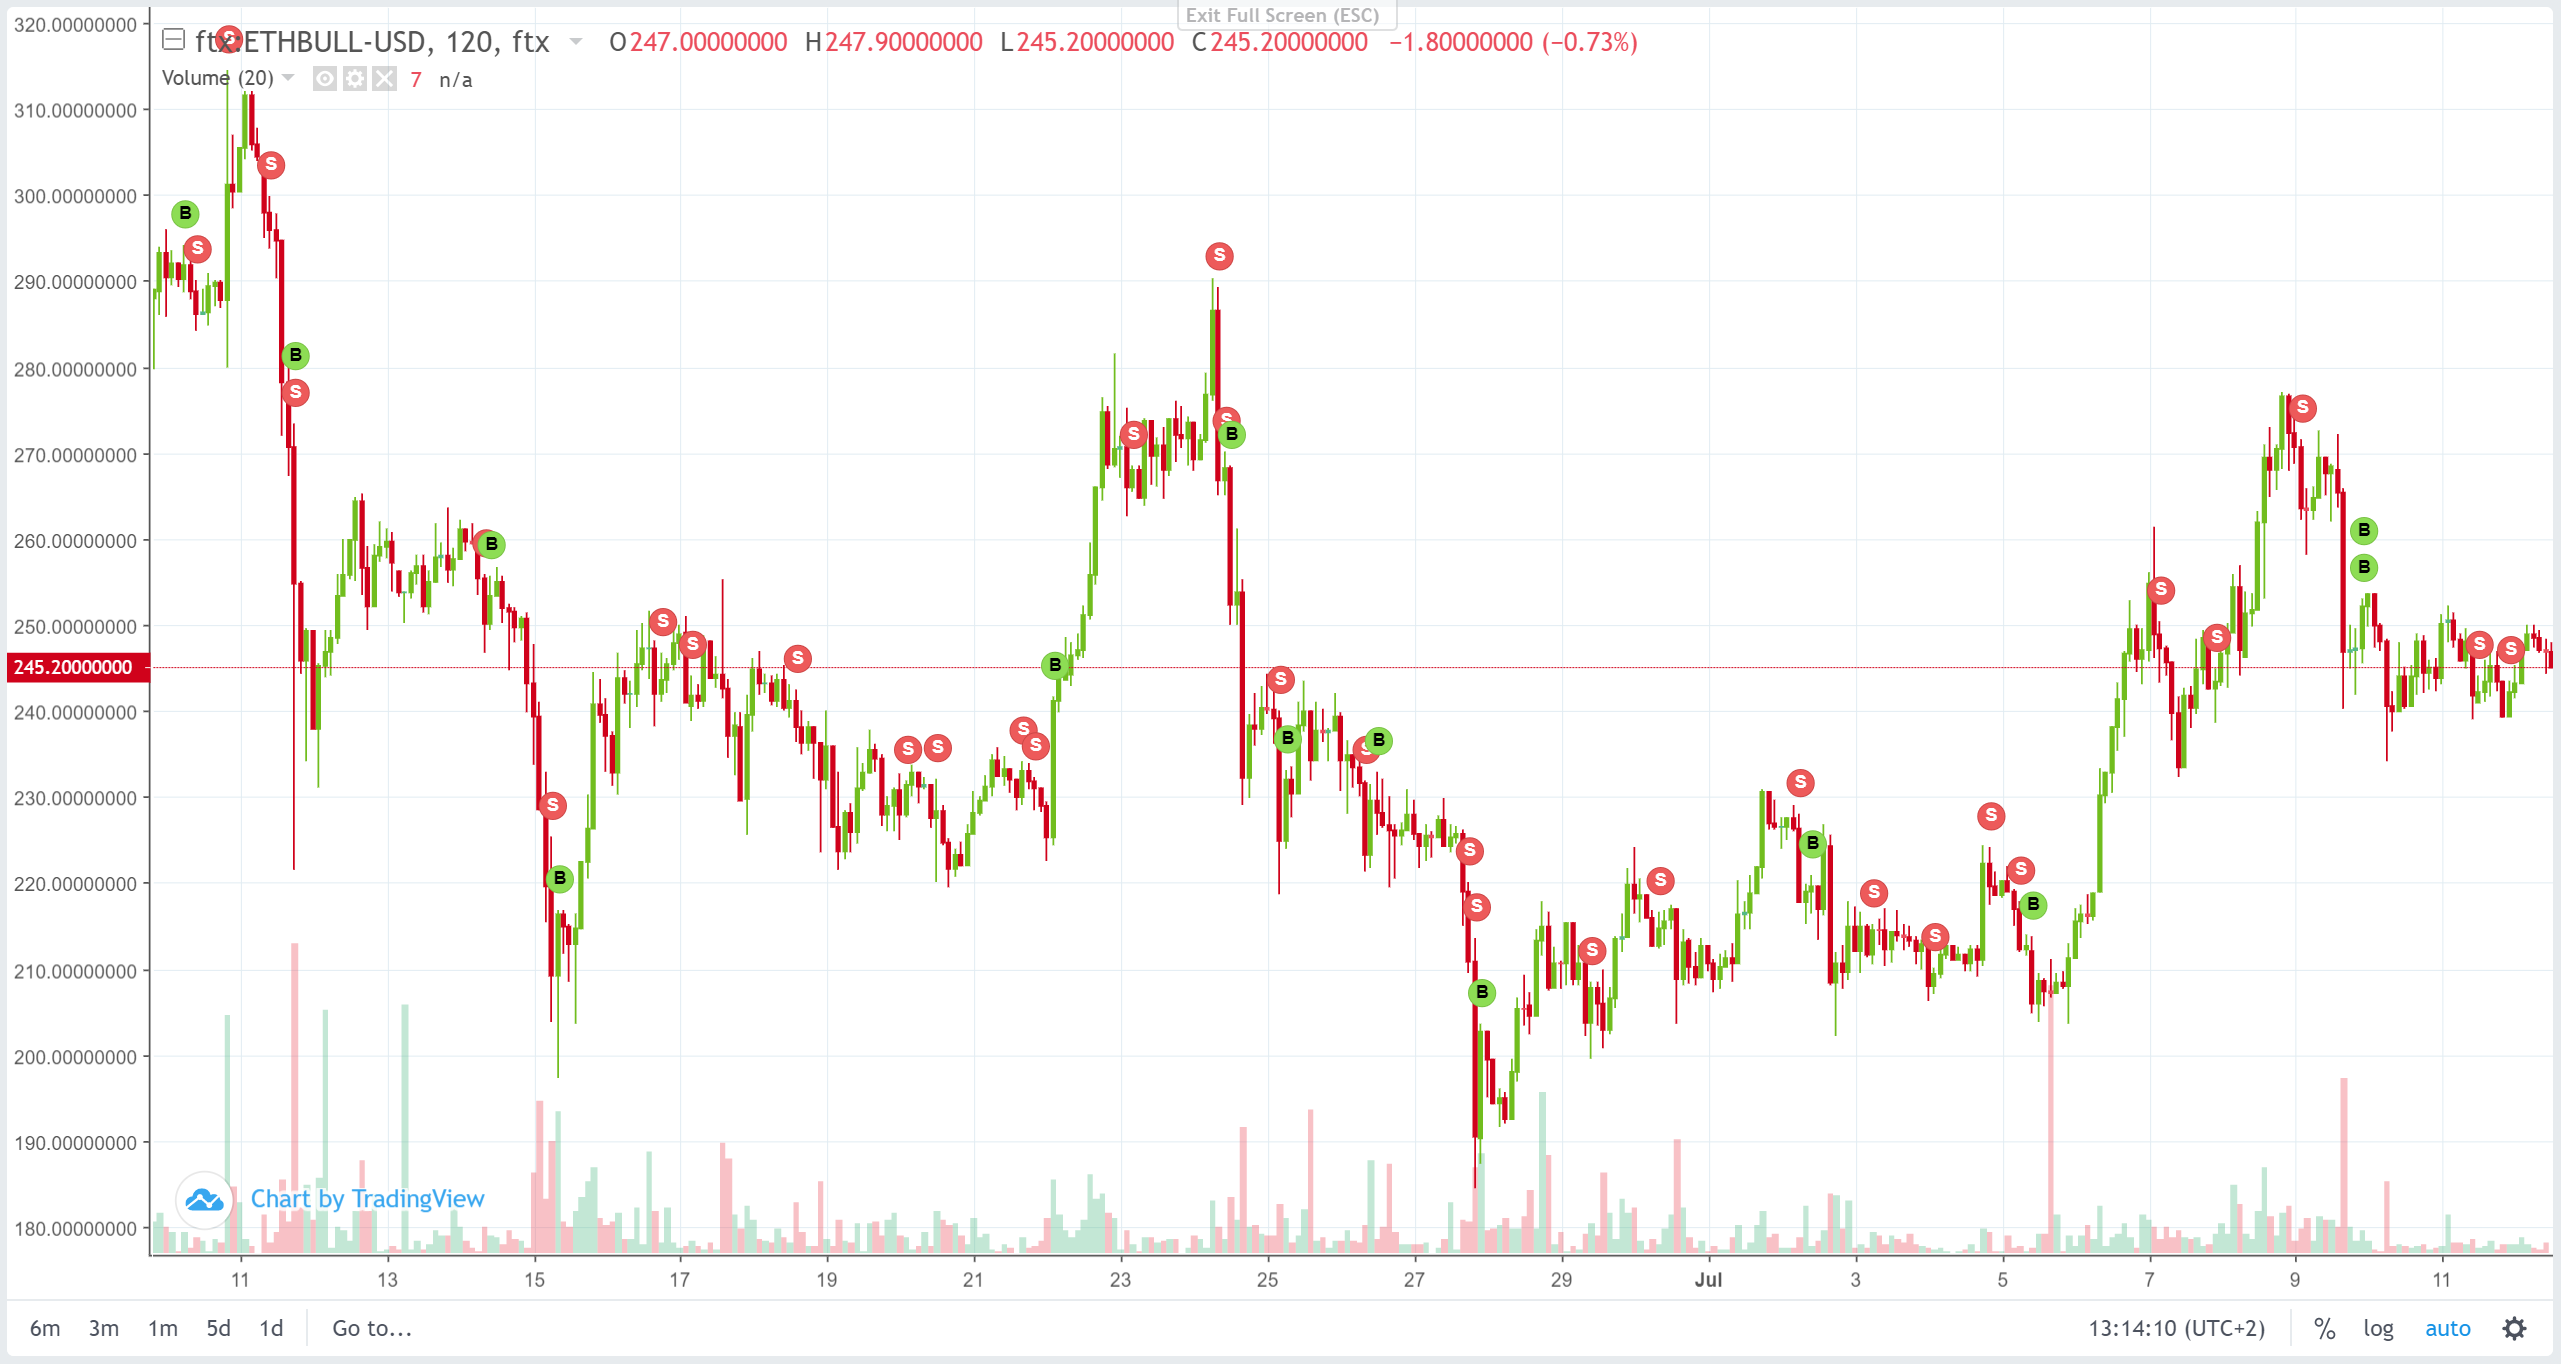 Exit Full Screen (ESC)
ftx:ETHBULL-USD, 120, ftx O247.00000000 H247.90000000 L245.20000000 C245.20000000 −1.80000000 (−0.73%)
Volume (20) 7 n/a
320.00000000
310.00000000
300.00000000
290.00000000
280.00000000
270.00000000
260.00000000
250.00000000
245.20000000
240.00000000
230.00000000
220.00000000
210.00000000
200.00000000
190.00000000
180.00000000
S
S
B
S
B
S
S
S
B
S
B
B
S
B
S
S
S
S
S
S
S
S
B
S
B
S
B
S
S
B
S
S
S
B
S
S
S
S
B
S
S
S
B
B
S
S
Chart by TradingView
11 13 15 17 19 21 23 25 27 29 Jul 3 5 7 9 11
6m 3m 1m 5d 1d Go to... 13:14:10 (UTC+2) % log auto